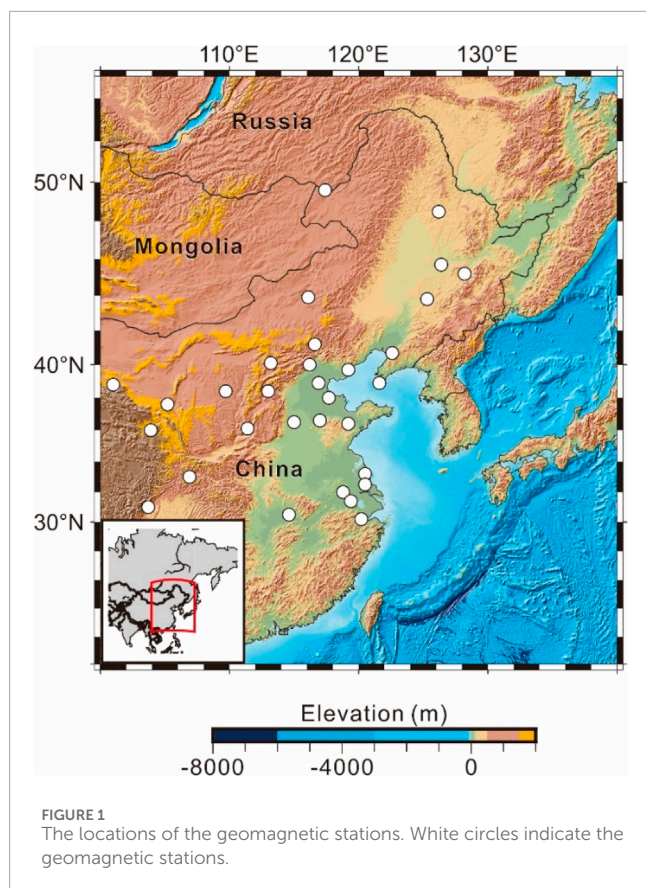 110°E 120°E 130°E
Russia
50°N
Mongolia
40°N
China
30°N
Elevation (m)
-8000 -4000 0
FIGURE 1
The locations of the geomagnetic stations. White circles indicate the
geomagnetic stations.